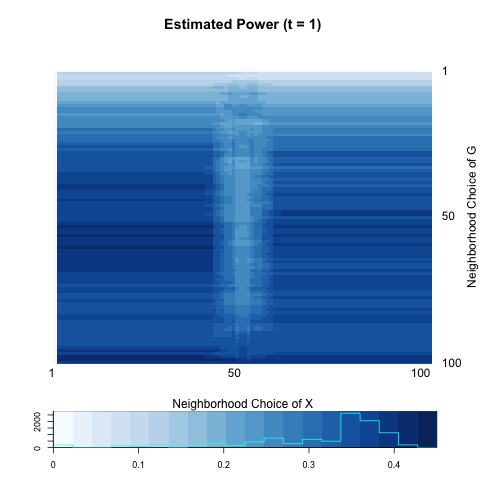 Estimated Power (t = 1)
1
50
100
Neighborhood Choice of G
1 50 100
Neighborhood Choice of X
0 2000
0 0.1 0.2 0.3 0.4